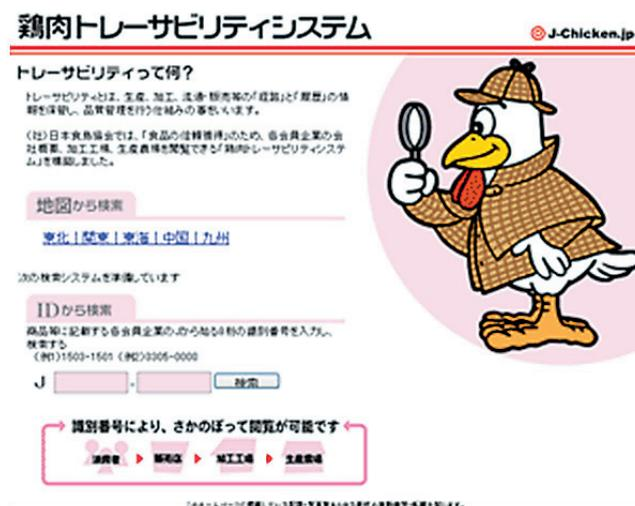 鶏肉トレーサビリティシステム
J-Chicken.jp
トレーサビリティって何?
トレーサビリティとは、生産、加工、流通・販売等の「経路」と「履歴」の情
報を保管し、品質管理を行う仕組みの事をいいます。
(社)日本食鳥協会では、「食品の信頼獲得」のため、各会員企業の会
社概要、加工工場、生産農場を閲覧できる「鶏肉トレーサビリティシステ
ム」を構築しました。
地図から検索
東北 | 関東 | 東海 | 中国 | 九州
次の検索システムを準備しています
IDから検索
商品等に記載する各会員企業のJから始る8桁の識別番号を入力し、
検索する
(例1)1503-1501 (例2)0305-0000
J - 検索
識別番号により、さかのぼって閲覧が可能です
消費者 販売店 加工工場 生産農場